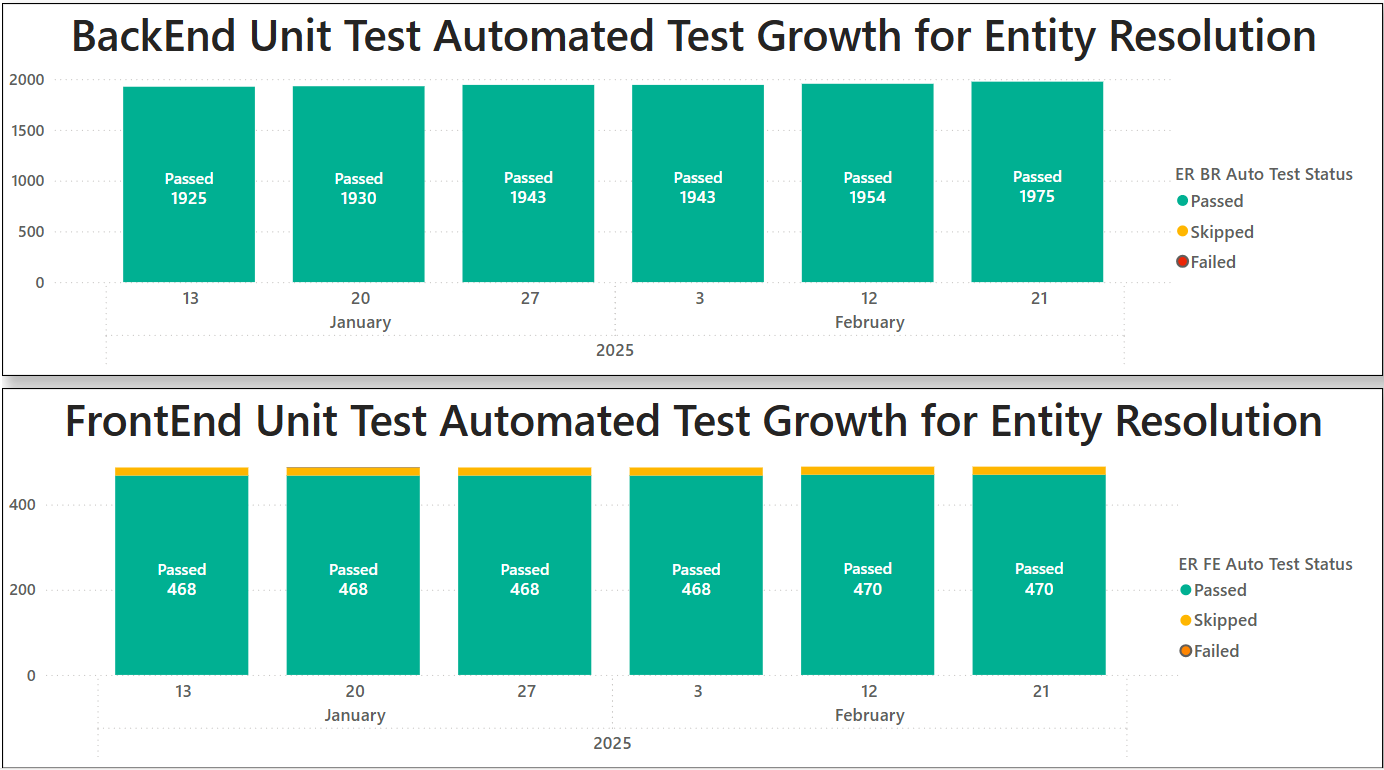 BackEnd Unit Test Automated Test Growth for Entity Resolution
2000
1500
1000
500
0
Passed
1925
Passed
1930
Passed
1943
Passed
1943
Passed
1954
Passed
1975
13
20
27
3
12
21
January
February
2025
ER BR Auto Test Status
Passed
Skipped
Failed
FrontEnd Unit Test Automated Test Growth for Entity Resolution
400
200
0
Passed
468
Passed
468
Passed
468
Passed
468
Passed
470
Passed
470
13
20
27
3
12
21
January
February
2025
ER FE Auto Test Status
Passed
Skipped
Failed